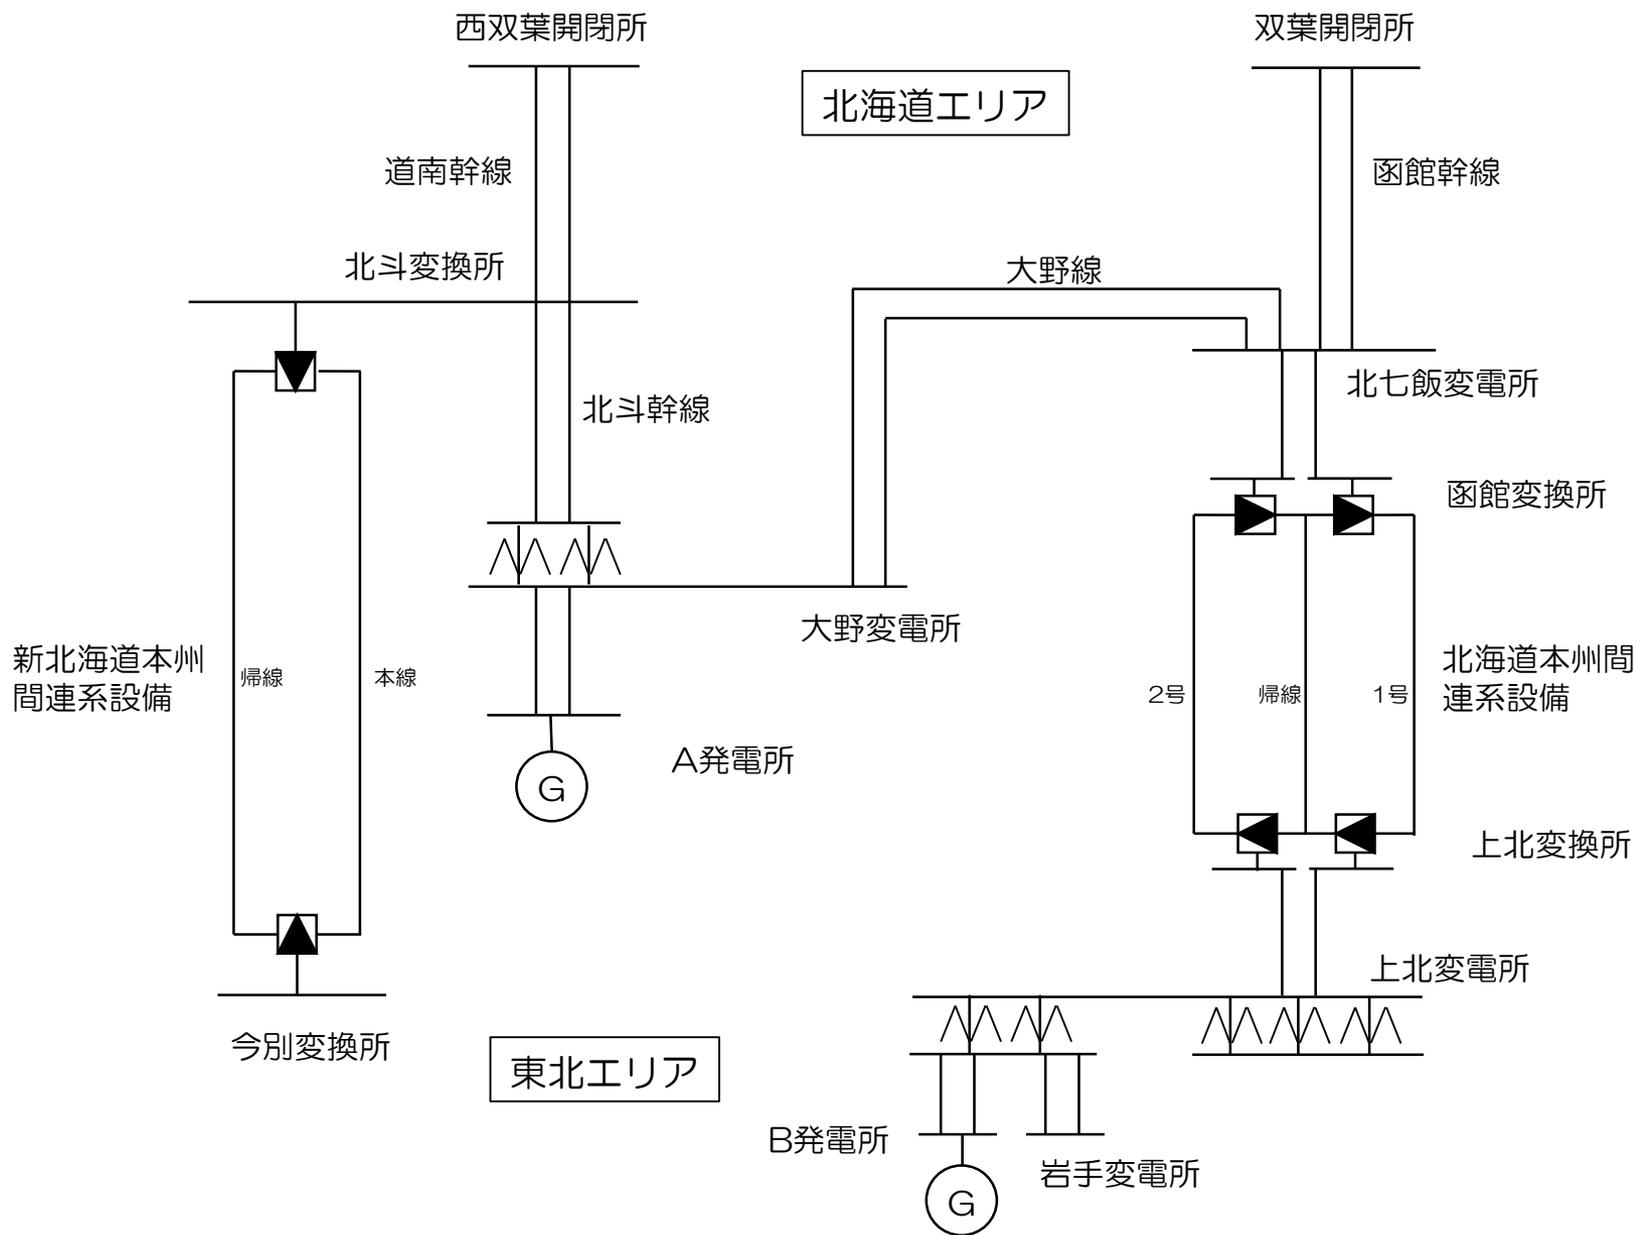 西双葉開閉所
双葉開閉所
北海道エリア
道南幹線
函館幹線
北斗変換所
大野線
北七飯変電所
北斗幹線
函館変換所
大野変電所
新北海道本州
間連系設備
帰線
本線
北海道本州間
連系設備
2号
帰線
1号
A発電所
G
上北変換所
上北変電所
今別変換所
東北エリア
B発電所
岩手変電所
G